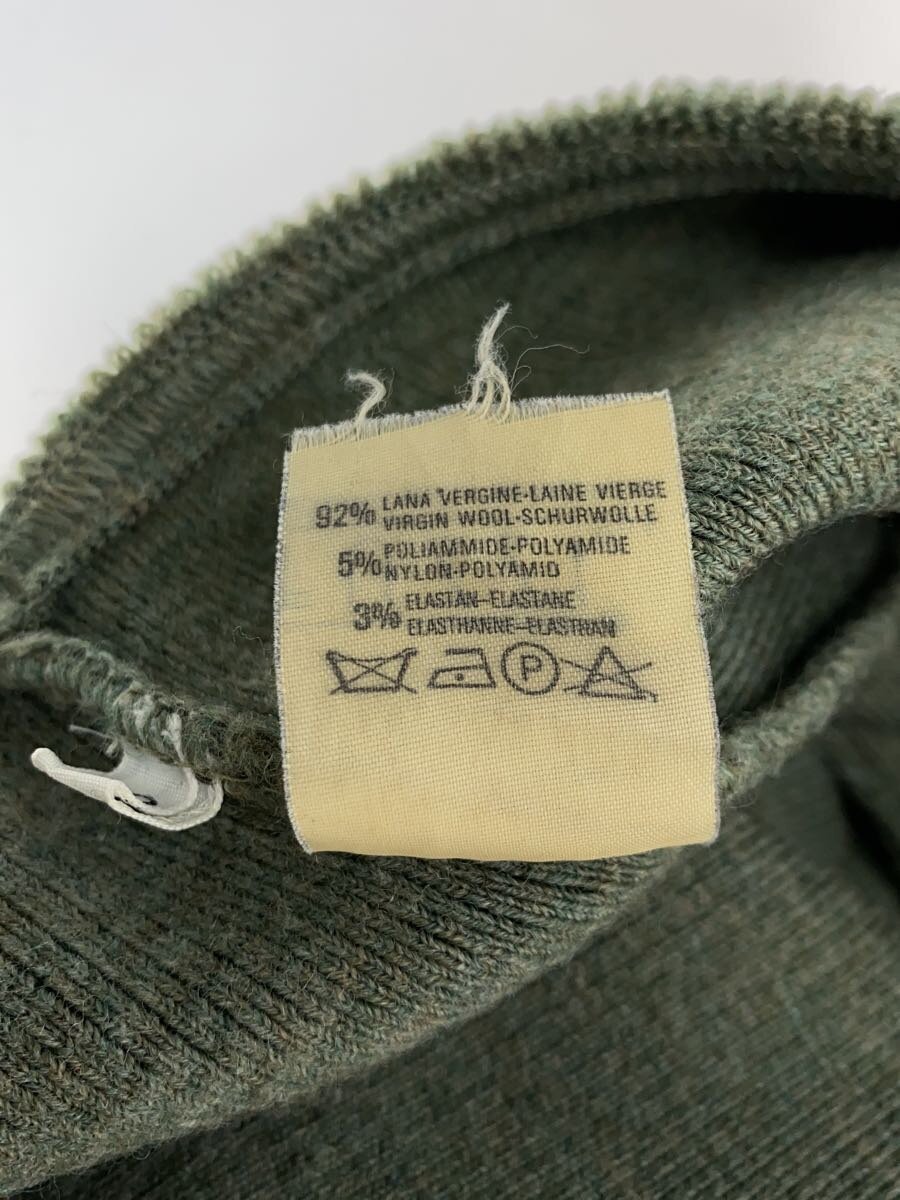 92% LANA VERGINE-LAINE VIERGE
VIRGIN WOOL-SCHURWOLLE
5% POLIAMMIDE-POLYAMIDE
NYLON-POLYAMID
3% ELASTAN-ELASTANE
ELASTHANNE-ELASTHAN
P